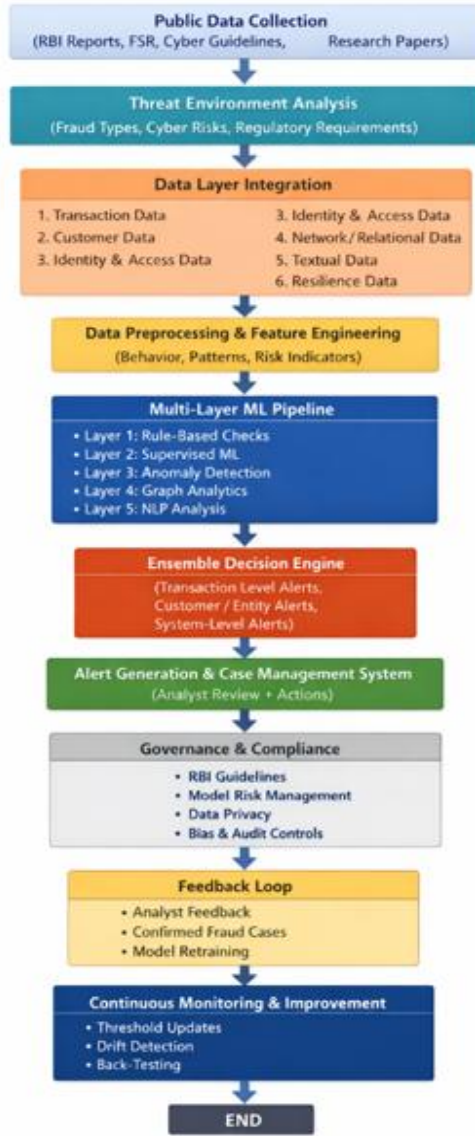 Public Data Collection
(RBI Reports, FSR, Cyber Guidelines, Research Papers)
Threat Environment Analysis
(Fraud Types, Cyber Risks, Regulatory Requirements)
Data Layer Integration
1. Transaction Data
2. Customer Data
3. Identity & Access Data
3. Identity & Access Data
4. Network/Relational Data
5. Textual Data
6. Resilience Data
Data Preprocessing & Feature Engineering
(Behavior, Patterns, Risk Indicators)
Multi-Layer ML Pipeline
• Layer 1: Rule-Based Checks
• Layer 2: Supervised ML
• Layer 3: Anomaly Detection
• Layer 4: Graph Analytics
• Layer 5: NLP Analysis
Ensemble Decision Engine
(Transaction Level Alerts,
Customer / Entity Alerts,
System-Level Alerts)
Alert Generation & Case Management System
(Analyst Review + Actions)
Governance & Compliance
• RBI Guidelines
• Model Risk Management
• Data Privacy
• Bias & Audit Controls
Feedback Loop
• Analyst Feedback
• Confirmed Fraud Cases
• Model Retraining
Continuous Monitoring & Improvement
• Threshold Updates
• Drift Detection
• Back-Testing
END